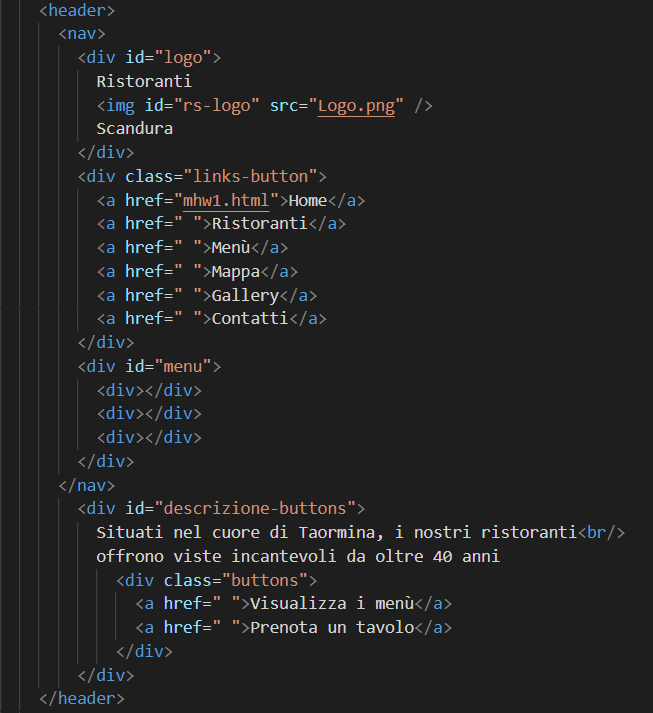 <header>
<nav>
<div id="logo">
Ristoranti
<img id="rs-logo" src="Logo.png" />
Scandura
</div>
<div class="links-button">
<a href="mhw1.html">Home</a>
<a href=" ">Ristoranti</a>
<a href=" ">Menù</a>
<a href=" ">Mappa</a>
<a href=" ">Gallery</a>
<a href=" ">Contatti</a>
</div>
<div id="menu">
<div></div>
<div></div>
<div></div>
</div>
</nav>
<div id="descrizione-buttons">
Situati nel cuore di Taormina, i nostri ristoranti<br/>
offrono viste incantevoli da oltre 40 anni
<div class="buttons">
<a href=" ">Visualizza i menù</a>
<a href=" ">Prenota un tavolo</a>
</div>
</div>
</header>